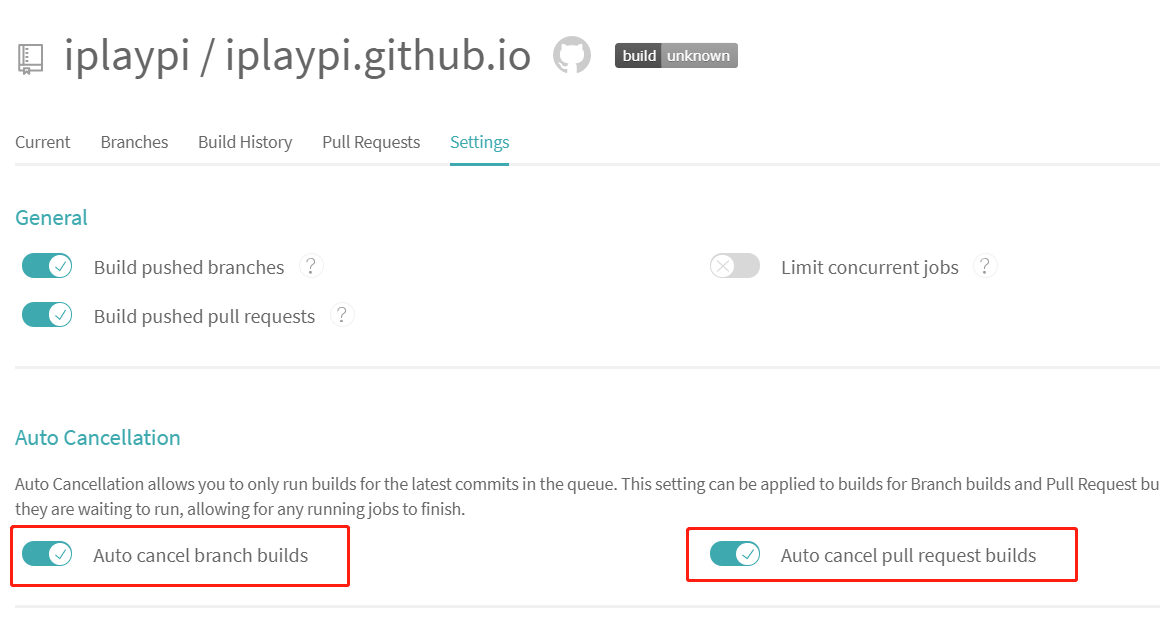 iplaypi / iplaypi.github.io build unknown
Current Branches Build History Pull Requests Settings
General
Build pushed branches ? Limit concurrent jobs ?
Build pushed pull requests ?
Auto Cancellation
Auto Cancellation allows you to only run builds for the latest commits in the queue. This setting can be applied to builds for Branch builds and Pull Request bu
they are waiting to run, allowing for any running jobs to finish.
Auto cancel branch builds Auto cancel pull request builds